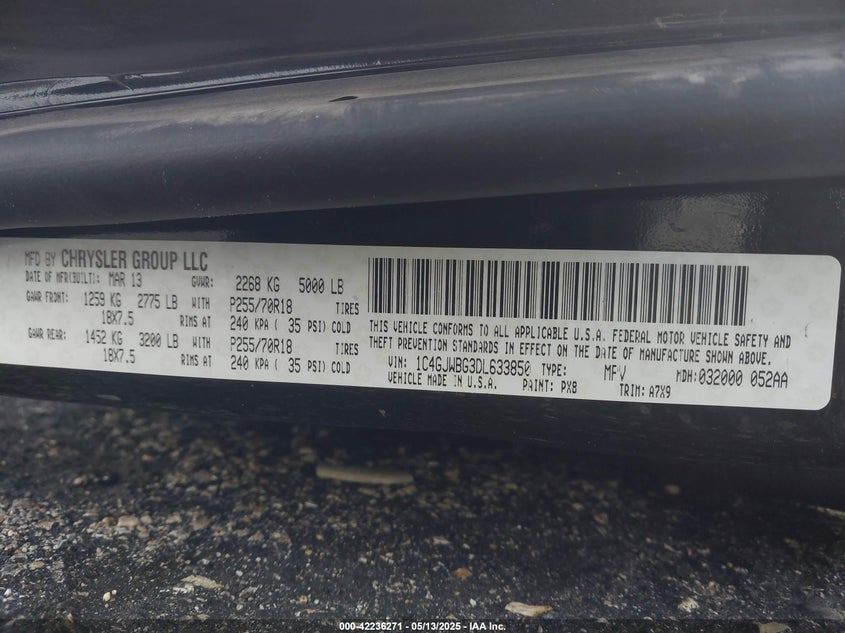 MFD BY CHRYSLER GROUP LLC
DATE OF MFR(BUILT): MAR 13 GVWR: 2268 KG 5000 LB
GAWR FRONT: 1259 KG 2775 LB WITH P255/70R18 TIRES
18X7.5 RIMS AT 240 KPA ( 35 PSI) COLD
GAWR REAR: 1452 KG 3200 LB WITH P255/70R18 TIRES
18X7.5 RIMS AT 240 KPA ( 35 PSI) COLD
THIS VEHICLE CONFORMS TO ALL APPLICABLE U.S.A. FEDERAL MOTOR VEHICLE SAFETY AND
THEFT PREVENTION STANDARDS IN EFFECT ON THE DATE OF MANUFACTURE SHOWN ABOVE.
VIN: 1C4GJWBG3DL633850 TYPE: MPV MDH:032000 052AA
VEHICLE MADE IN U.S.A. PAINT: PX8 TRIM: A7X9
000-42236271 - 05/13/2025 - IAA Inc.